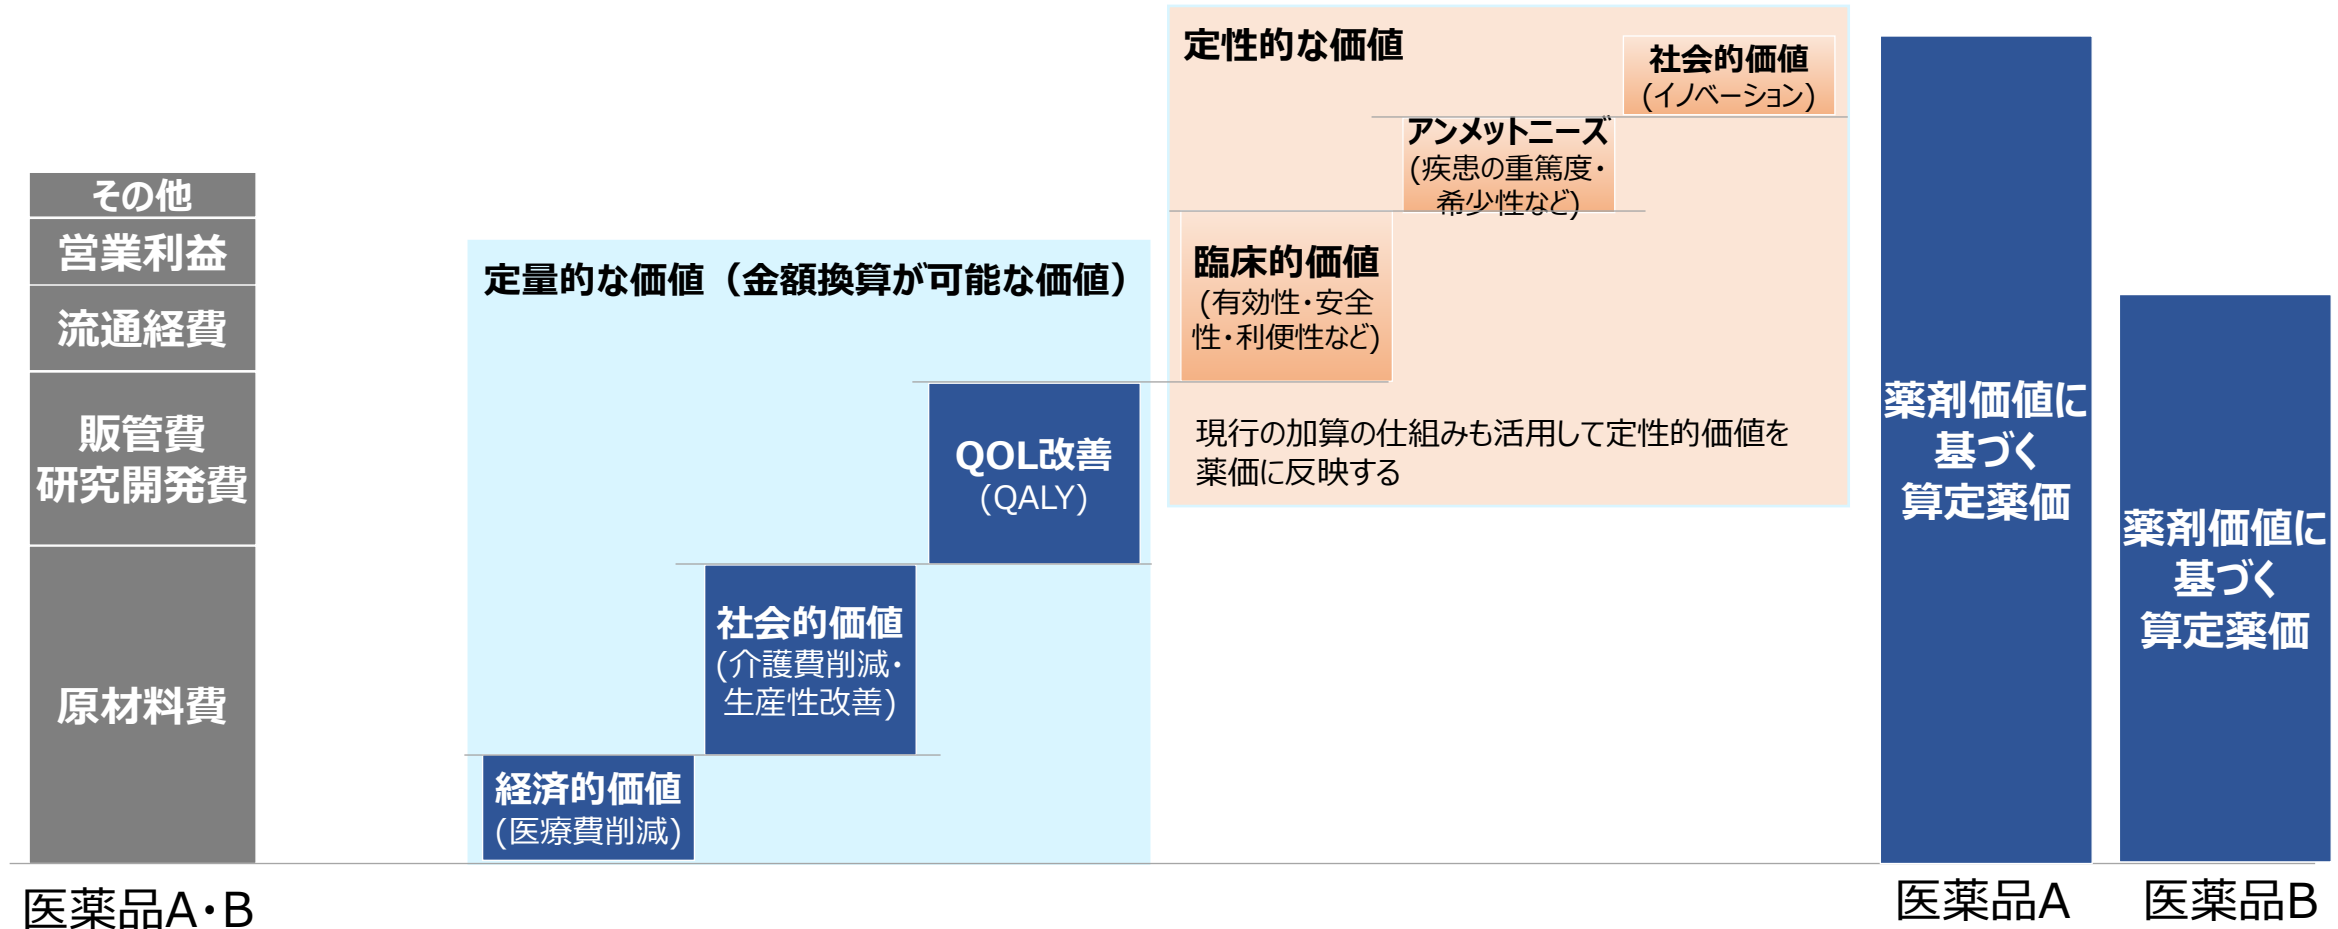 その他
営業利益
流通経費
販管費
研究開発費
原材料費
医薬品A・B
定量的な価値（金額換算が可能な価値）
経済的価値
(医療費削減)
社会的価値
(介護費削減・
生産性改善)
QOL改善
(QALY)
定性的な価値
臨床的価値
(有効性・安全
性・利便性など)
アンメットニーズ
(疾患の重篤度・
希少性など)
社会的価値
(イノベーション)
現行の加算の仕組みも活用して定性的価値を
薬価に反映する
薬剤価値に
基づく
算定薬価
医薬品A
薬剤価値に
基づく
算定薬価
医薬品B